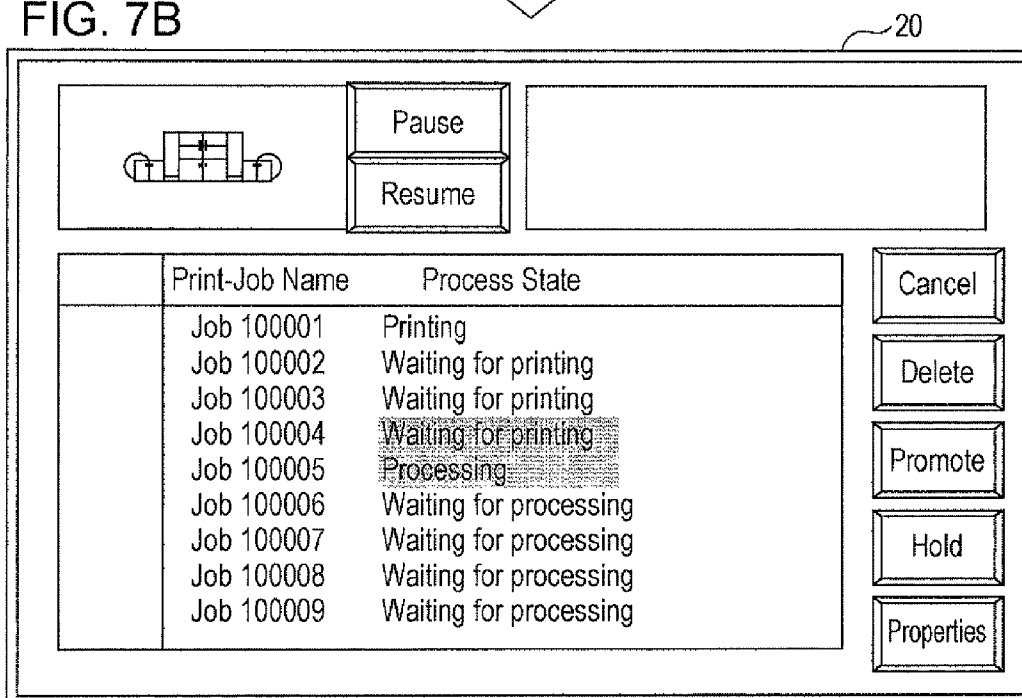 FIG. 7B
20
Pause
Resume
Print-Job Name Process State
Job 100001 Printing
Job 100002 Waiting for printing
Job 100003 Waiting for printing
Job 100004 Waiting for printing
Job 100005 Processing
Job 100006 Waiting for processing
Job 100007 Waiting for processing
Job 100008 Waiting for processing
Job 100009 Waiting for processing
Cancel
Delete
Promote
Hold
Properties